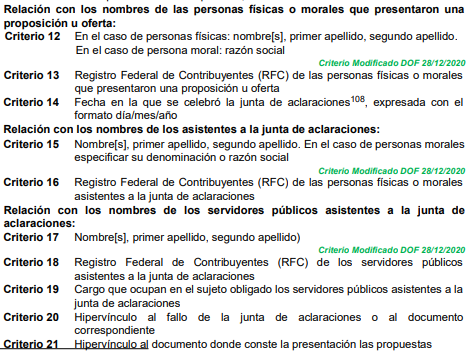 Relación con los nombres de las personas físicas o morales que presentaron una
proposición u oferta:
Criterio 12 En el caso de personas físicas: nombre[s], primer apellido, segundo apellido.
En el caso de persona moral: razón social
Criterio Modificado DOF 28/12/2020
Criterio 13 Registro Federal de Contribuyentes (RFC) de las personas físicas o morales
que presentaron una proposición u oferta
Criterio 14 Fecha en la que se celebró la junta de aclaraciones108, expresada con el
formato día/mes/año
Relación con los nombres de los asistentes a la junta de aclaraciones:
Criterio 15 Nombre[s], primer apellido, segundo apellido. En el caso de personas morales
especificar su denominación o razón social
Criterio Modificado DOF 28/12/2020
Criterio 16 Registro Federal de Contribuyentes (RFC) de las personas físicas o morales
asistentes a la junta de aclaraciones
Relación con los nombres de los servidores públicos asistentes a la junta de
aclaraciones:
Criterio 17 Nombre[s], primer apellido, segundo apellido)
Criterio Modificado DOF 28/12/2020
Criterio 18 Registro Federal de Contribuyentes (RFC) de los servidores públicos
asistentes a la junta de aclaraciones
Criterio 19 Cargo que ocupan en el sujeto obligado los servidores públicos asistentes a la
junta de aclaraciones
Criterio 20 Hipervínculo al fallo de la junta de aclaraciones o al documento
correspondiente
Criterio 21 Hipervínculo al documento donde conste la presentación las propuestas